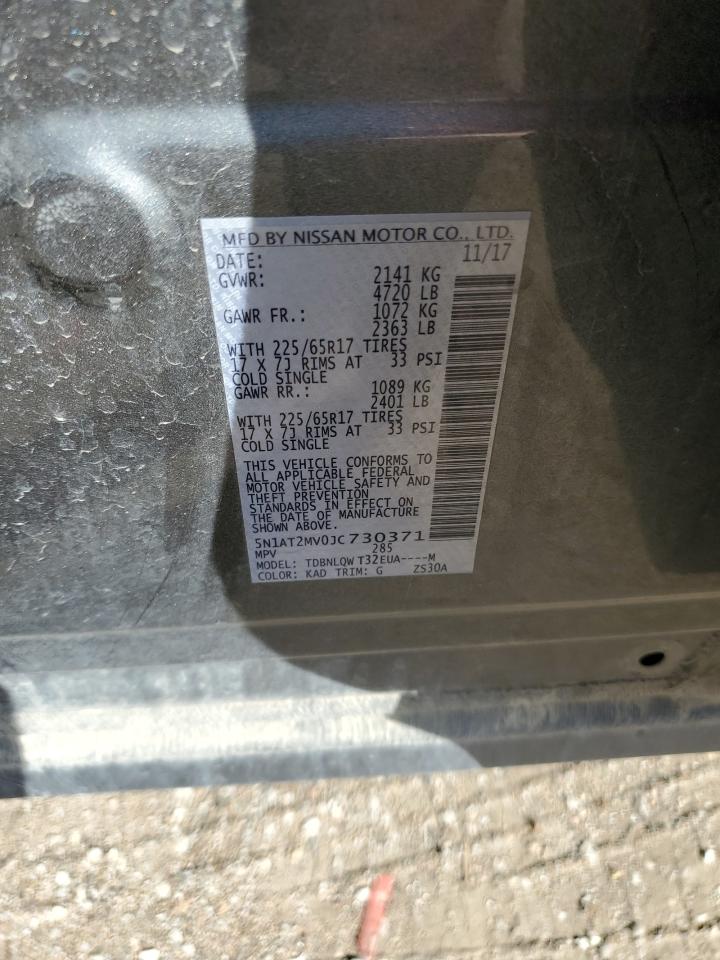 MFD BY NISSAN MOTOR CO., LTD.
DATE: 11/17
GVWR: 2141 KG
4720 LB
GAWR FR.: 1072 KG
2363 LB
WITH 225/65R17 TIRES
17 X 7J RIMS AT 33 PSI
COLD SINGLE
GAWR RR.: 1089 KG
2401 LB
WITH 225/65R17 TIRES
17 X 7J RIMS AT 33 PSI
COLD SINGLE
THIS VEHICLE CONFORMS TO
ALL APPLICABLE FEDERAL
MOTOR VEHICLE SAFETY AND
THEFT PREVENTION
STANDARDS IN EFFECT ON
THE DATE OF MANUFACTURE
SHOWN ABOVE.
5N1AT2MV0JC730371
MPV 285
MODEL: TDBNLQW T32EUA----M
COLOR: KAD TRIM: G ZS30A